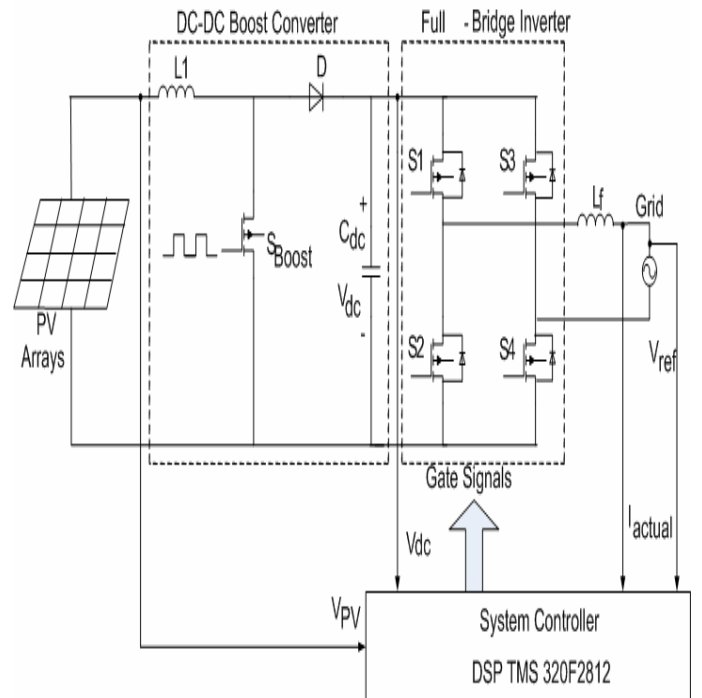 DC-DC Boost Converter
Full - Bridge Inverter
L1
D
S1
S3
Lf
Grid
+
Cdc
Vdc
-
SBoost
PV
Arrays
S2
S4
Vref
Gate Signals
Vdc
Iactual
VPV
System Controller
DSP TMS 320F2812